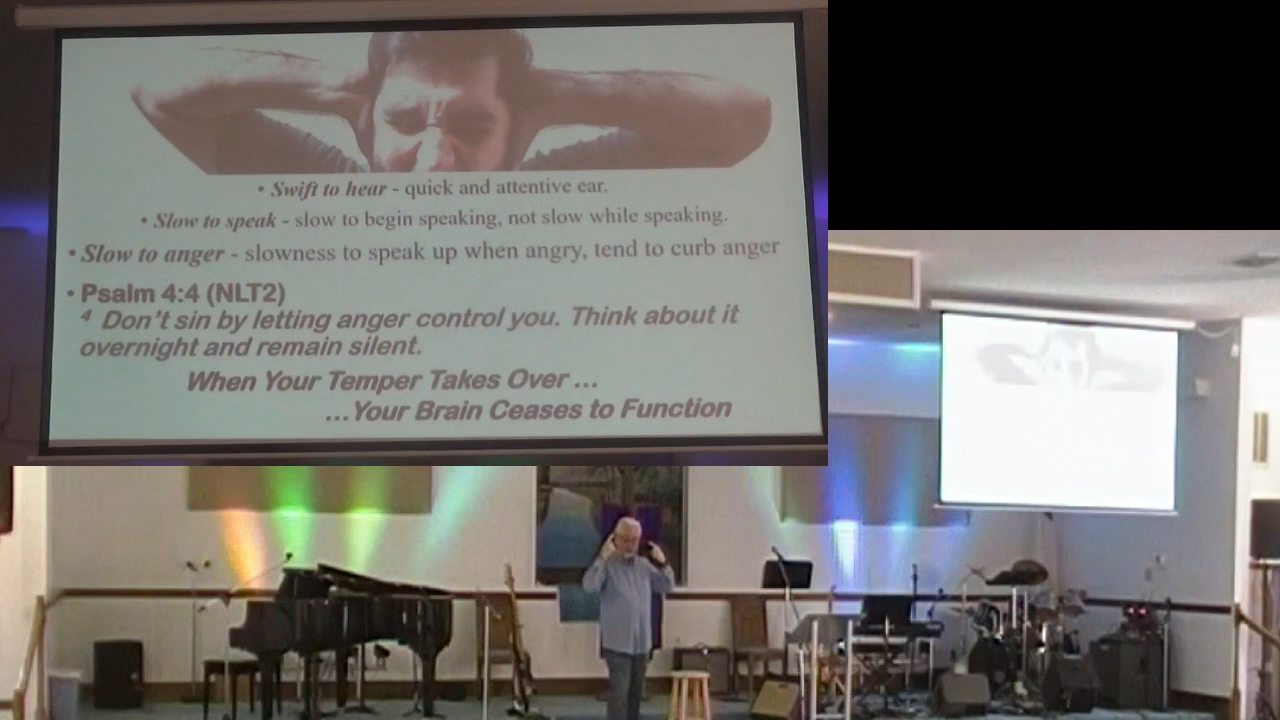 • Swift to hear - quick and attentive ear.
• Slow to speak - slow to begin speaking, not slow while speaking.
• Slow to anger - slowness to speak up when angry, tend to curb anger
• Psalm 4:4 (NLT2)
4 Don't sin by letting anger control you. Think about it
overnight and remain silent.
When Your Temper Takes Over ...
...Your Brain Ceases to Function